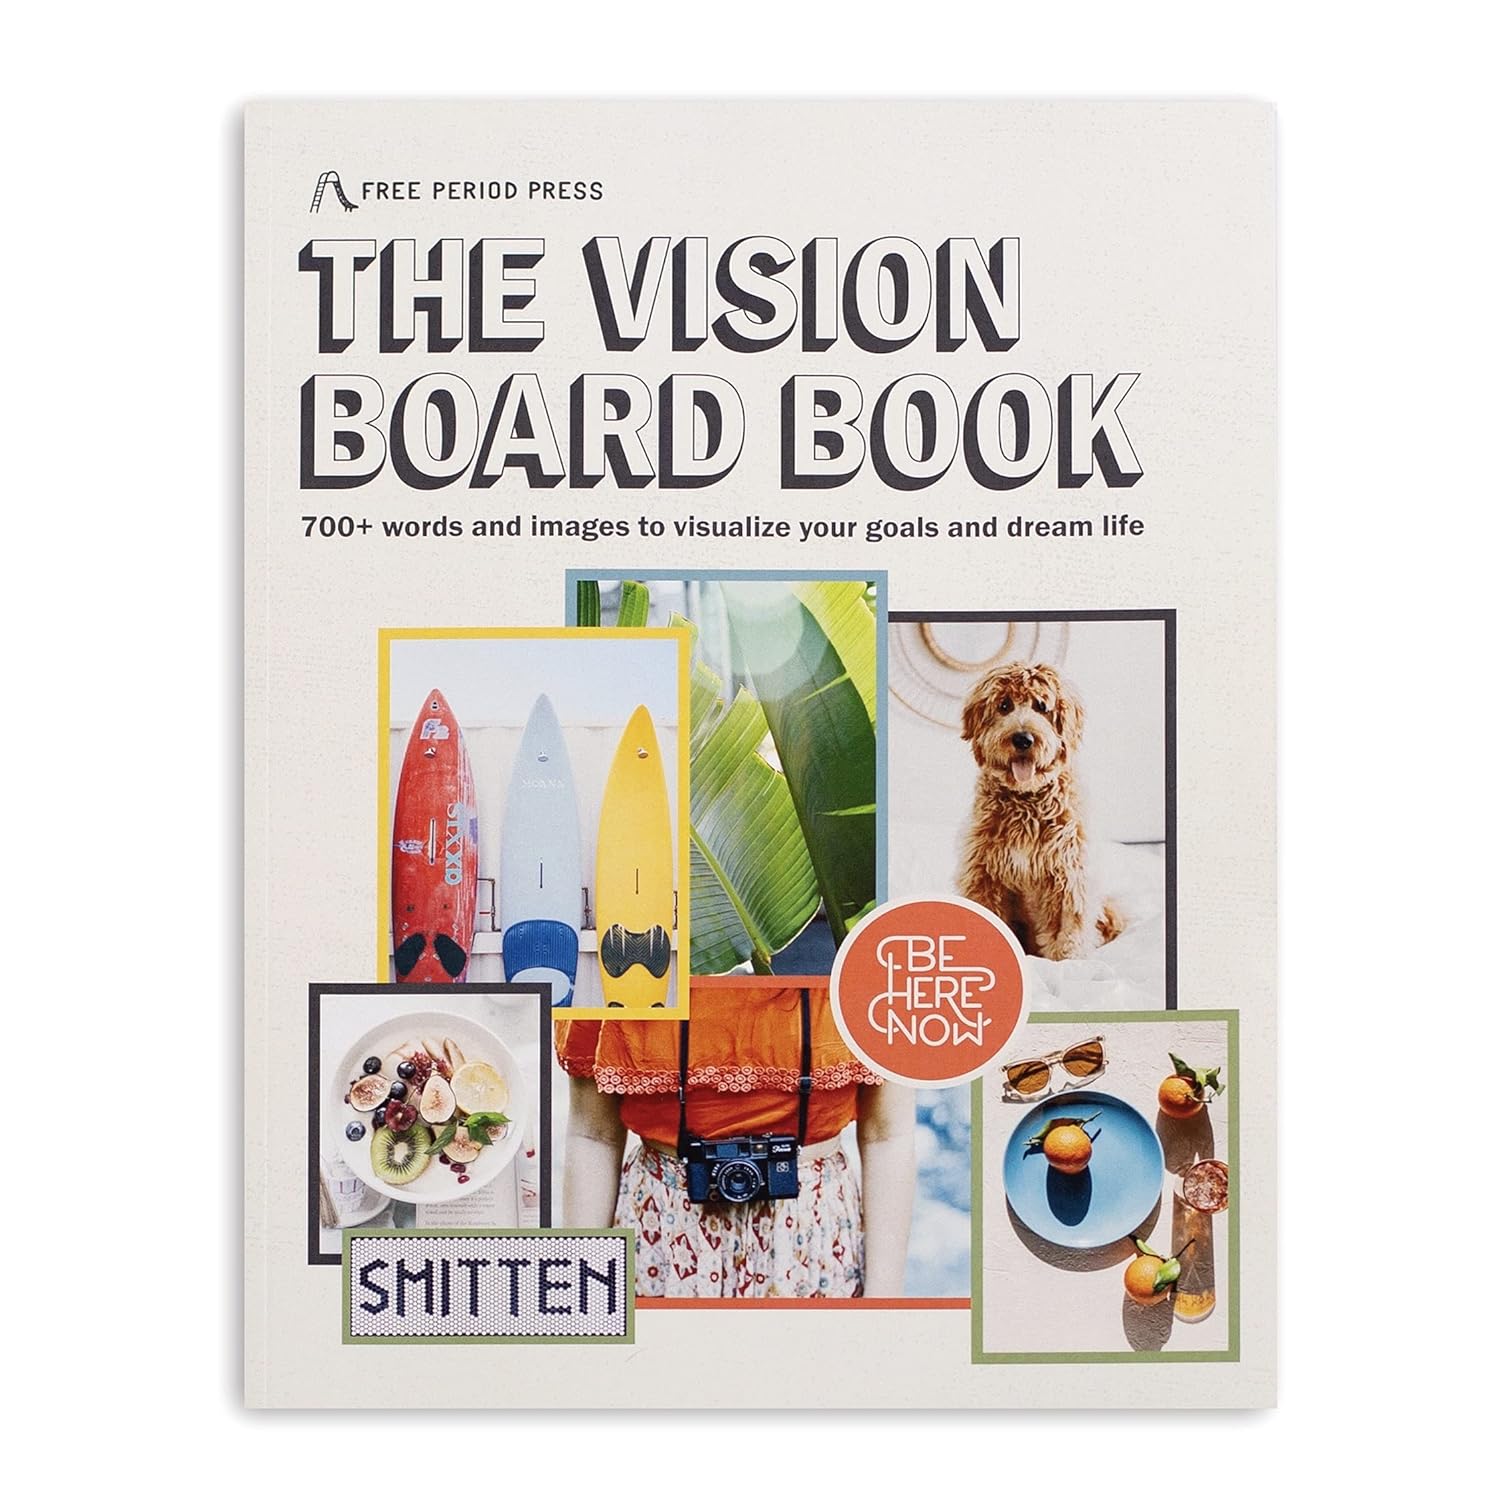 FREE PERIOD PRESS
THE VISION
BOARD BOOK
700+ words and images to visualize your goals and dream life
SIXXD
BE
HERE
NOW
SMITTEN